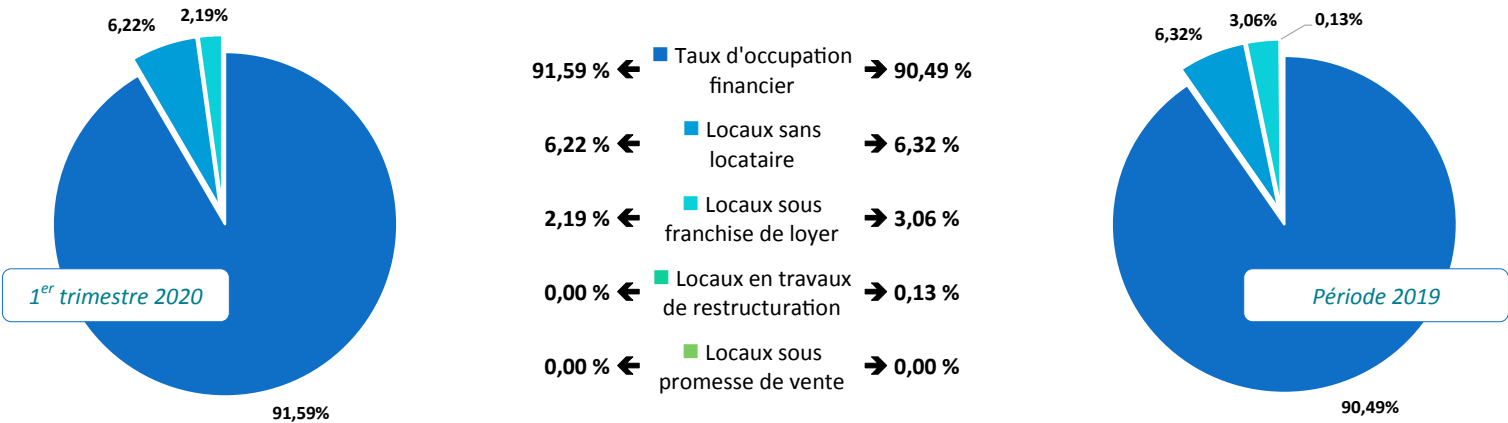 6,22%
2,19%
1er trimestre 2020
91,59%
91,59 % 🡸 Taux d'occupation financier 🡺 90,49 %
6,22 % 🡸 Locaux sans locataire 🡺 6,32 %
2,19 % 🡸 Locaux sous franchise de loyer 🡺 3,06 %
0,00 % 🡸 Locaux en travaux de restructuration 🡺 0,13 %
0,00 % 🡸 Locaux sous promesse de vente 🡺 0,00 %
6,32%
3,06%
0,13%
Période 2019
90,49%